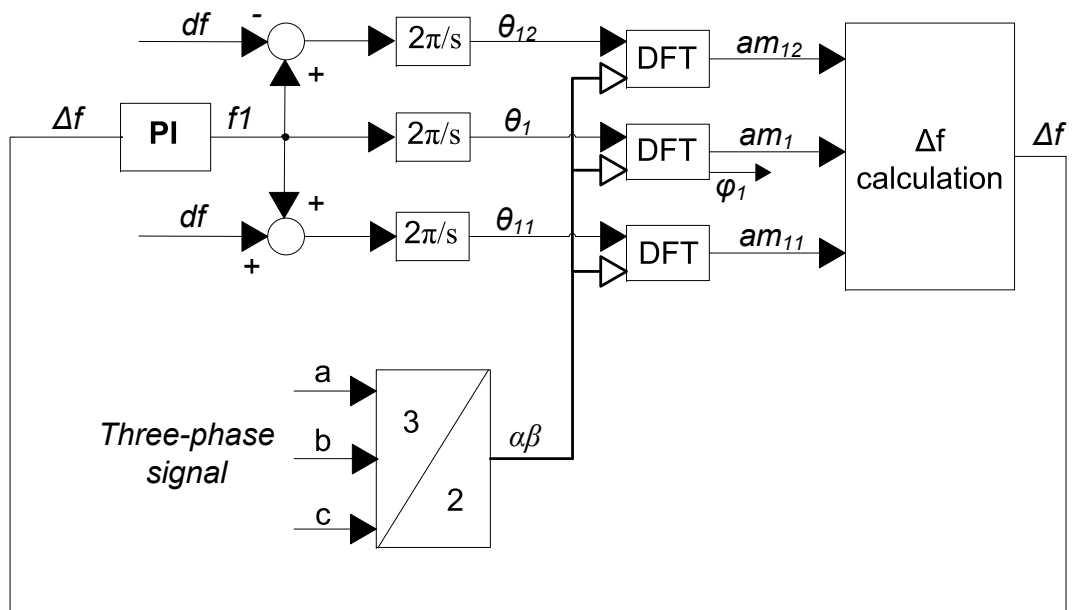 df
-
+
2π/s
θ12
DFT
am12
Δf
PI
f1
2π/s
θ1
DFT
am1
φ1
Δf
calculation
Δf
df
+
+
2π/s
θ11
DFT
am11
Three-phase
signal
a
b
c
3
2
αβ